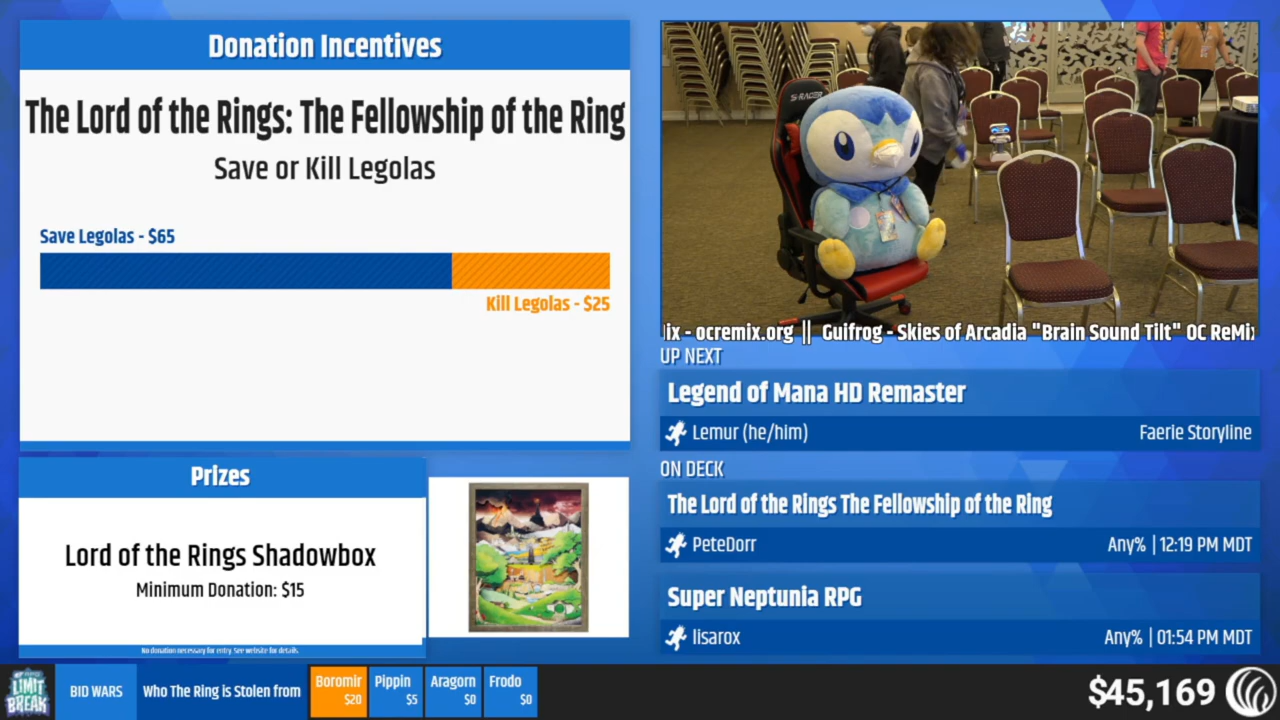 Donation Incentives
The Lord of the Rings: The Fellowship of the Ring
Save or Kill Legolas
Save Legolas - $65
Kill Legolas - $25
Prizes
Lord of the Rings Shadowbox
Minimum Donation: $15
No donation necessary for entry. See website for details.
S-RACER
- ocremix.org || Guifrog - Skies of Arcadia "Brain Sound Tilt" OC ReMix
UP NEXT
Legend of Mana HD Remaster
Lemur (he/him) Faerie Storyline
ON DECK
The Lord of the Rings The Fellowship of the Ring
PeteDorr Any% | 12:19 PM MDT
Super Neptunia RPG
lisarox Any% | 01:54 PM MDT
LIMIT
BREAK
BID WARS
Who The Ring is Stolen from
Boromir $20
Pippin $5
Aragorn $0
Frodo $0
$45,169